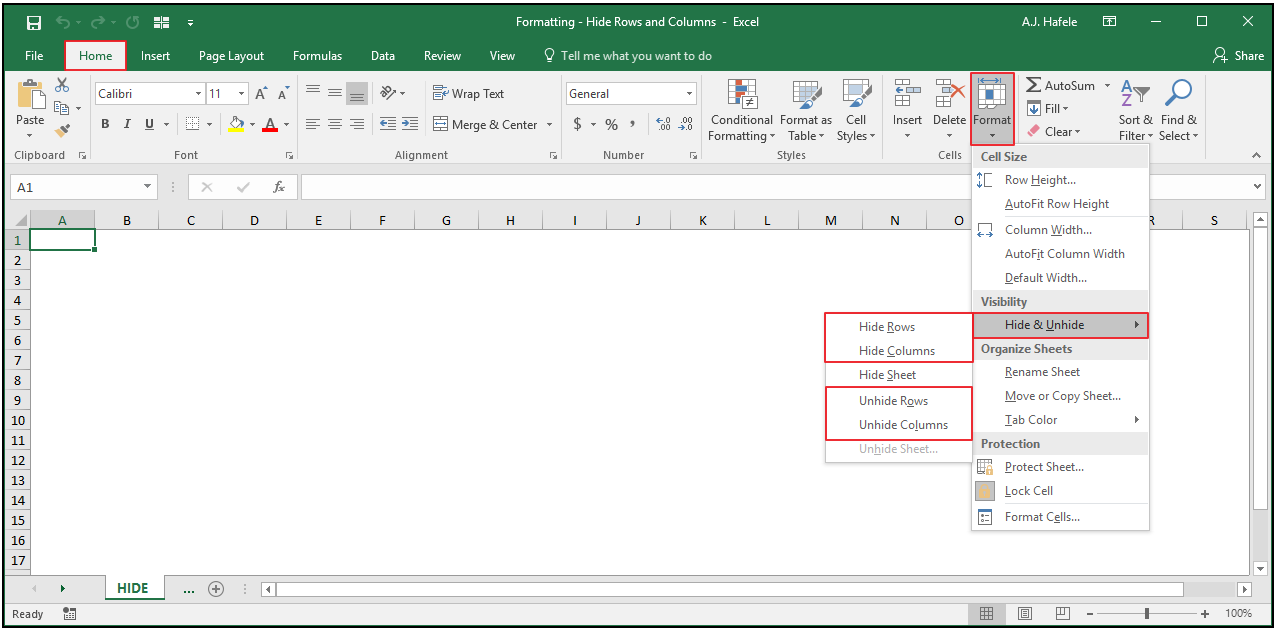 Formatting - Hide Rows and Columns - Excel
A.J. Hafele
File Home Insert Page Layout Formulas Data Review View Tell me what you want to do Share
Paste
Clipboard
Calibri 11
A A
B I U A
Font
Wrap Text
Merge & Center
Alignment
General
$ % , .0 .00 .00 .0
Number
Conditional Formatting
Format as Table
Cell Styles
Styles
Insert
Delete
Format
Cells
AutoSum
Fill
Clear
Sort & Filter
Find & Select
A1
fx
A B C D E F G H I J K L M N O R S
1
2
3
4
5
6
7
8
9
10
11
12
13
14
15
16
17
Cell Size
Row Height...
AutoFit Row Height
Column Width...
AutoFit Column Width
Default Width...
Visibility
Hide & Unhide
Organize Sheets
Rename Sheet
Move or Copy Sheet...
Tab Color
Protection
Protect Sheet...
Lock Cell
Format Cells...
Hide Rows
Hide Columns
Hide Sheet
Unhide Rows
Unhide Columns
Unhide Sheet...
HIDE ...
Ready
100%